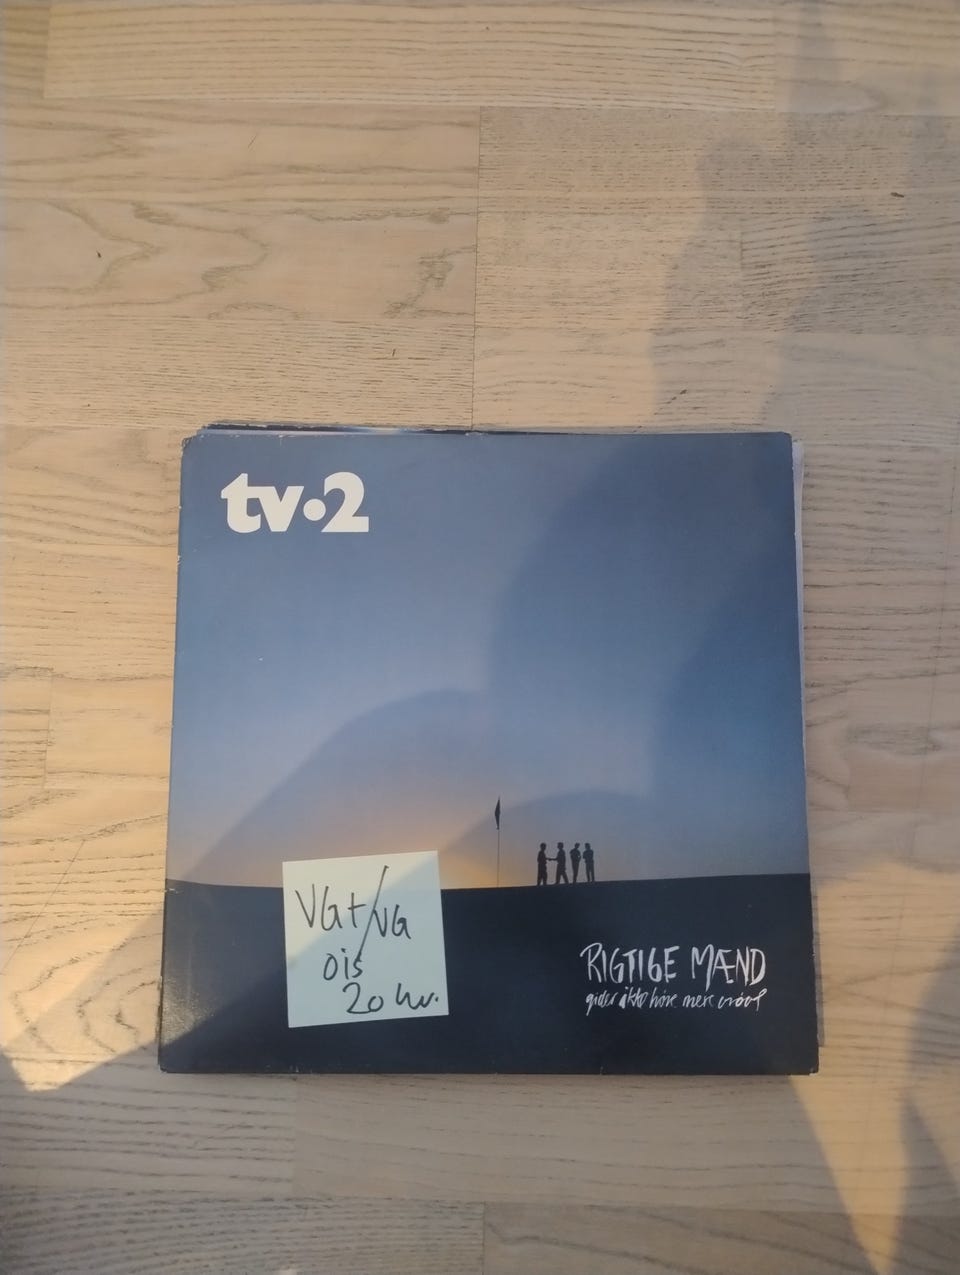 tv·2
VG+/VG
ois
20 kr.
RIGTIGE MÆND
gider ikke høre mere vrøvl